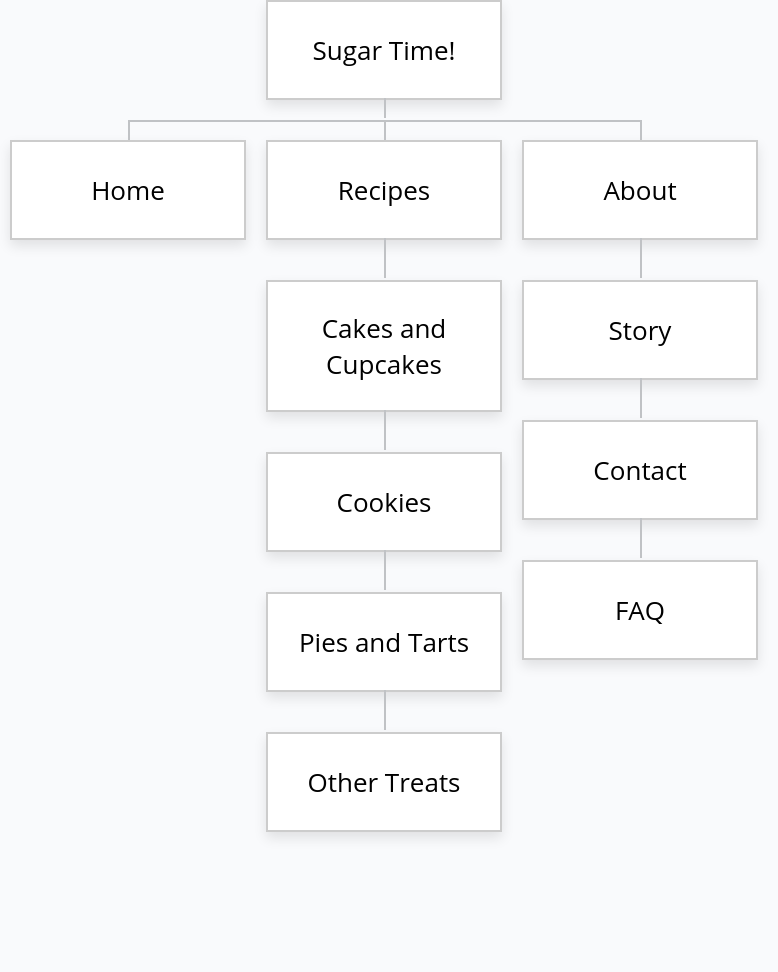 Sugar Time!
Home
Recipes
About
Cakes and
Cupcakes
Story
Cookies
Contact
Pies and Tarts
FAQ
Other Treats